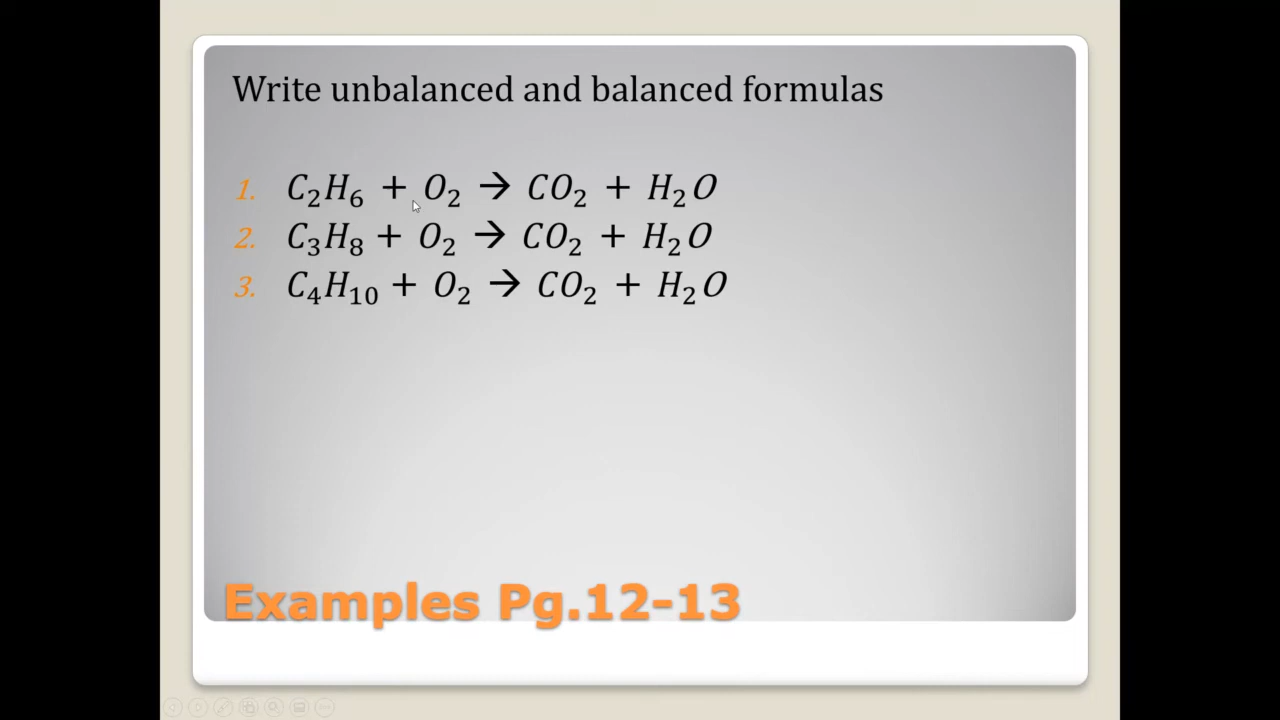 Write unbalanced and balanced formulas
1. C₂H₆ + O₂ → CO₂ + H₂O
2. C₃H₈ + O₂ → CO₂ + H₂O
3. C₄H₁₀ + O₂ → CO₂ + H₂O
Examples Pg.12-13